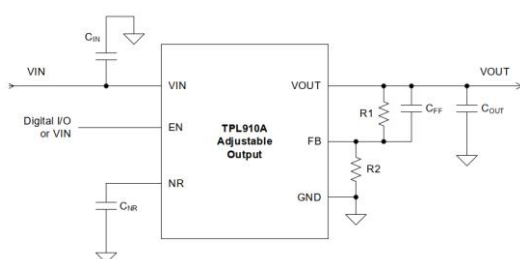 CIN
VIN
VOUT
VIN
VOUT
R1
CFF
COUT
Digital I/O
or VIN
EN
TPL910A
Adjustable
Output
FB
R2
NR
CNR
GND